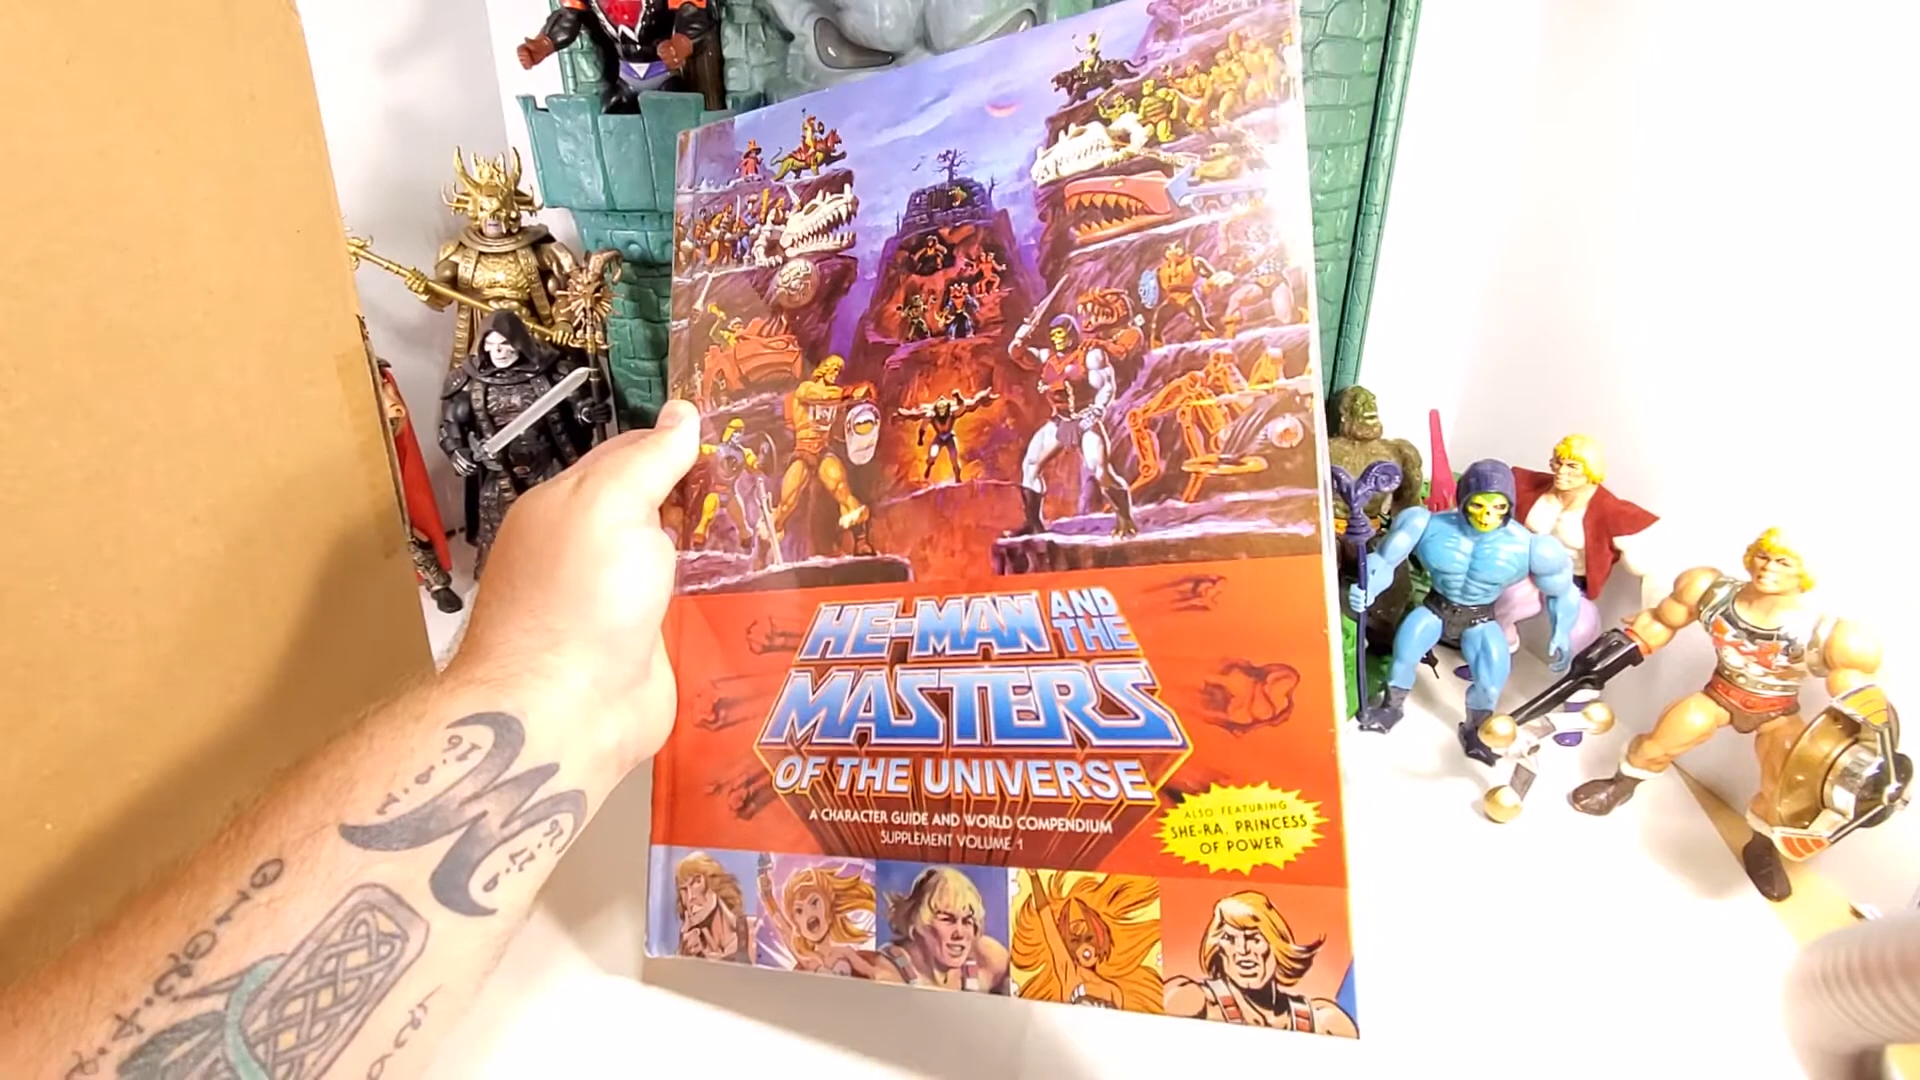 HE-MAN AND THE
MASTERS
OF THE UNIVERSE
A CHARACTER GUIDE AND WORLD COMPENDIUM
SUPPLEMENT VOLUME 1
ALSO FEATURING
SHE-RA, PRINCESS
OF POWER